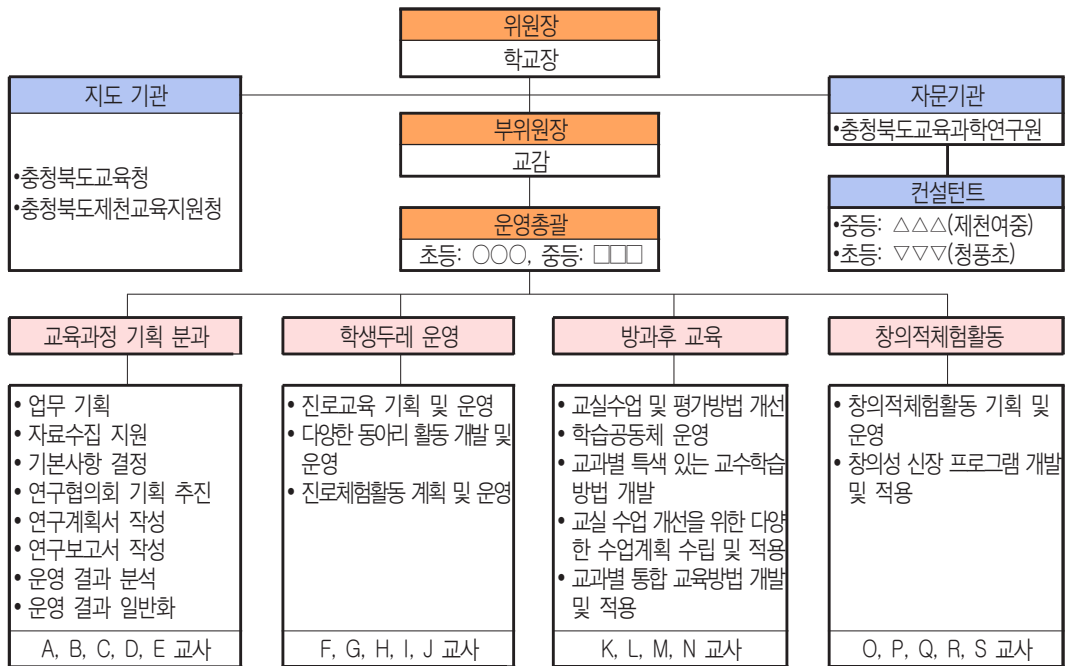 위원장
학교장
지도 기관
•충청북도교육청
•충청북도제천교육지원청
부위원장
교감
자문기관
•충청북도교육과학연구원
컨설턴트
•중등: △△△(제천여중)
•초등: ▽▽▽(청풍초)
운영총괄
초등: ○○○, 중등: □□□
교육과정 기획 분과
• 업무 기획
• 자료수집 지원
• 기본사항 결정
• 연구협의회 기획 추진
• 연구계획서 작성
• 연구보고서 작성
• 운영 결과 분석
• 운영 결과 일반화
A, B, C, D, E 교사
학생두레 운영
• 진로교육 기획 및 운영
• 다양한 동아리 활동 개발 및
운영
• 진로체험활동 계획 및 운영
F, G, H, I, J 교사
방과후 교육
• 교실수업 및 평가방법 개선
• 학습공동체 운영
• 교과별 특색 있는 교수학습
방법 개발
• 교실 수업 개선을 위한 다양
한 수업계획 수립 및 적용
• 교과별 통합 교육방법 개발
및 적용
K, L, M, N 교사
창의적체험활동
• 창의적체험활동 기획 및
운영
• 창의성 신장 프로그램 개발
및 적용
O, P, Q, R, S 교사